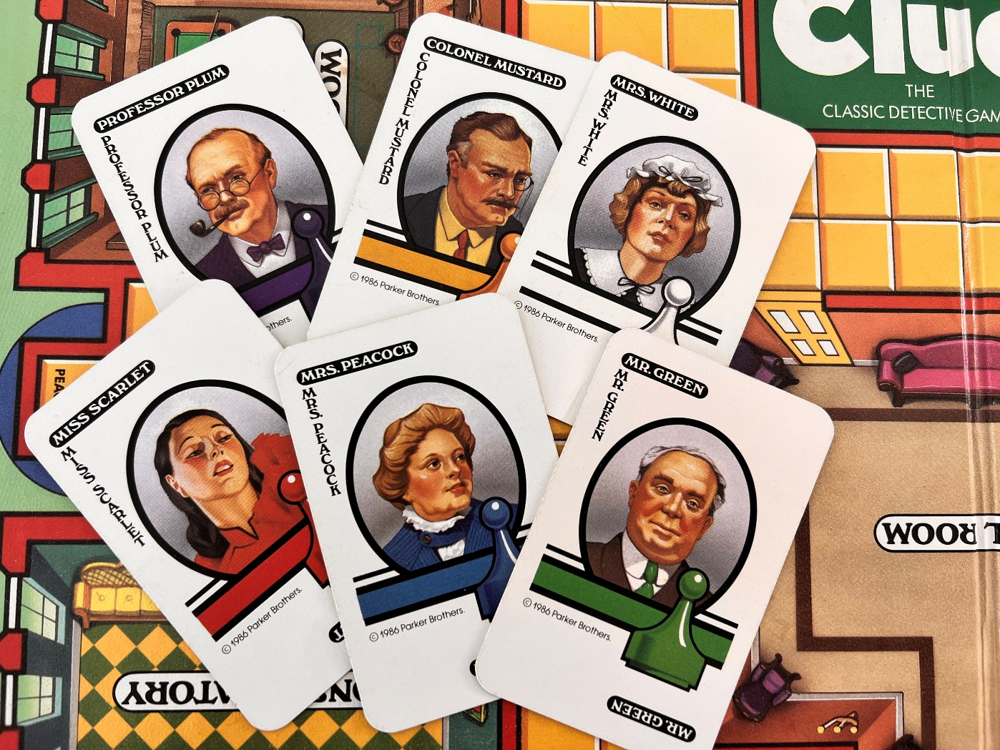 Clu
THE
CLASSIC DETECTIVE GAM
PROFESSOR PLUM
PROFESSOR PLUM
COLONEL MUSTARD
COLONEL MUSTARD
© 1986 Parker Brothers.
MRS. WHITE
MRS. WHITE
© 1986 Parker Brothers.
MISS SCARLET
MISS SCARLET
© 1986 Parker Brothers.
MRS. PEACOCK
MRS. PEACOCK
© 1986 Parker Brothers.
MR. GREEN
MR. GREEN
© 1986 Parker Brothers.
MR. GREEN
ROOM